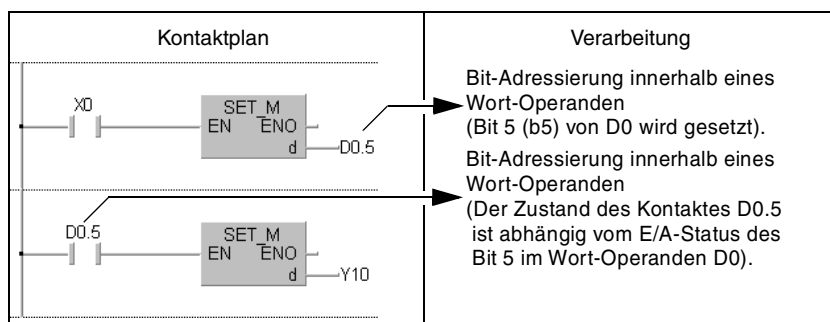 Kontaktplan
Verarbeitung
X0
SET_M
EN ENO
d
D0.5
Bit-Adressierung innerhalb eines
Wort-Operanden
(Bit 5 (b5) von D0 wird gesetzt).
D0.5
SET_M
EN ENO
d
Y10
Bit-Adressierung innerhalb eines
Wort-Operanden
(Der Zustand des Kontaktes D0.5
ist abhängig vom E/A-Status des
Bit 5 im Wort-Operanden D0).